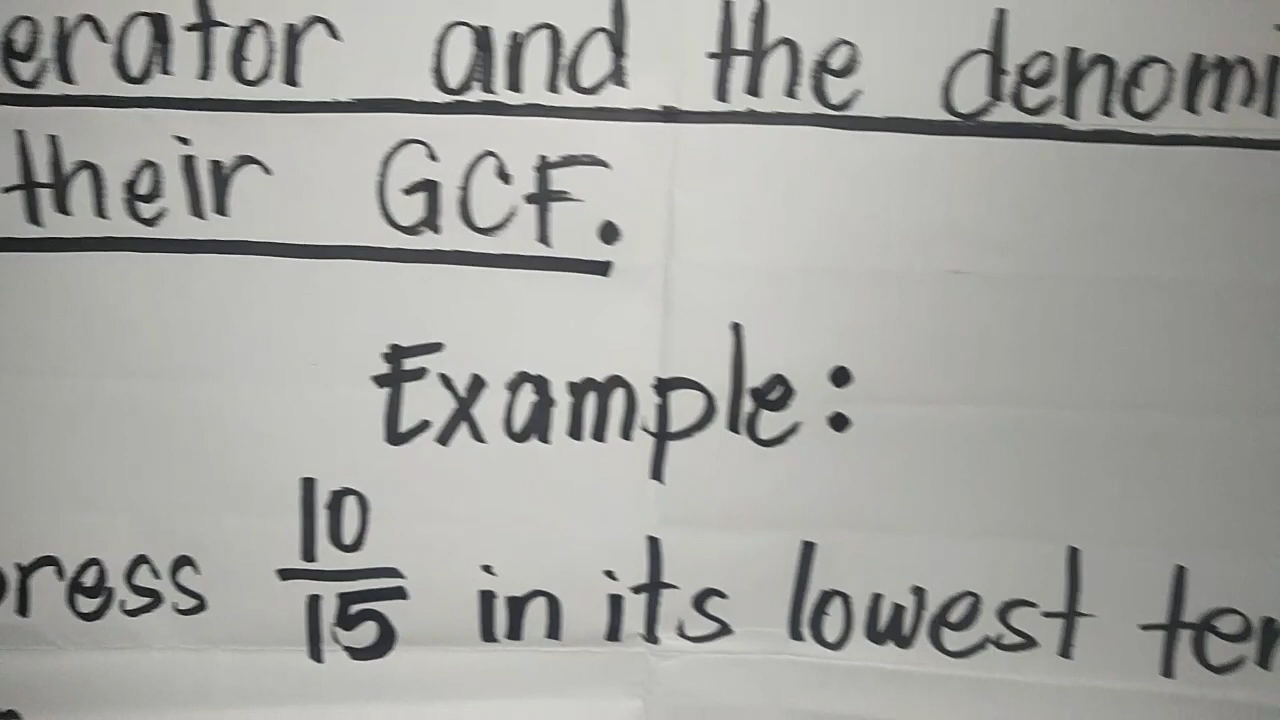 erator and the denomi
their GCF.
Example:
ress 10/15 in its lowest ter